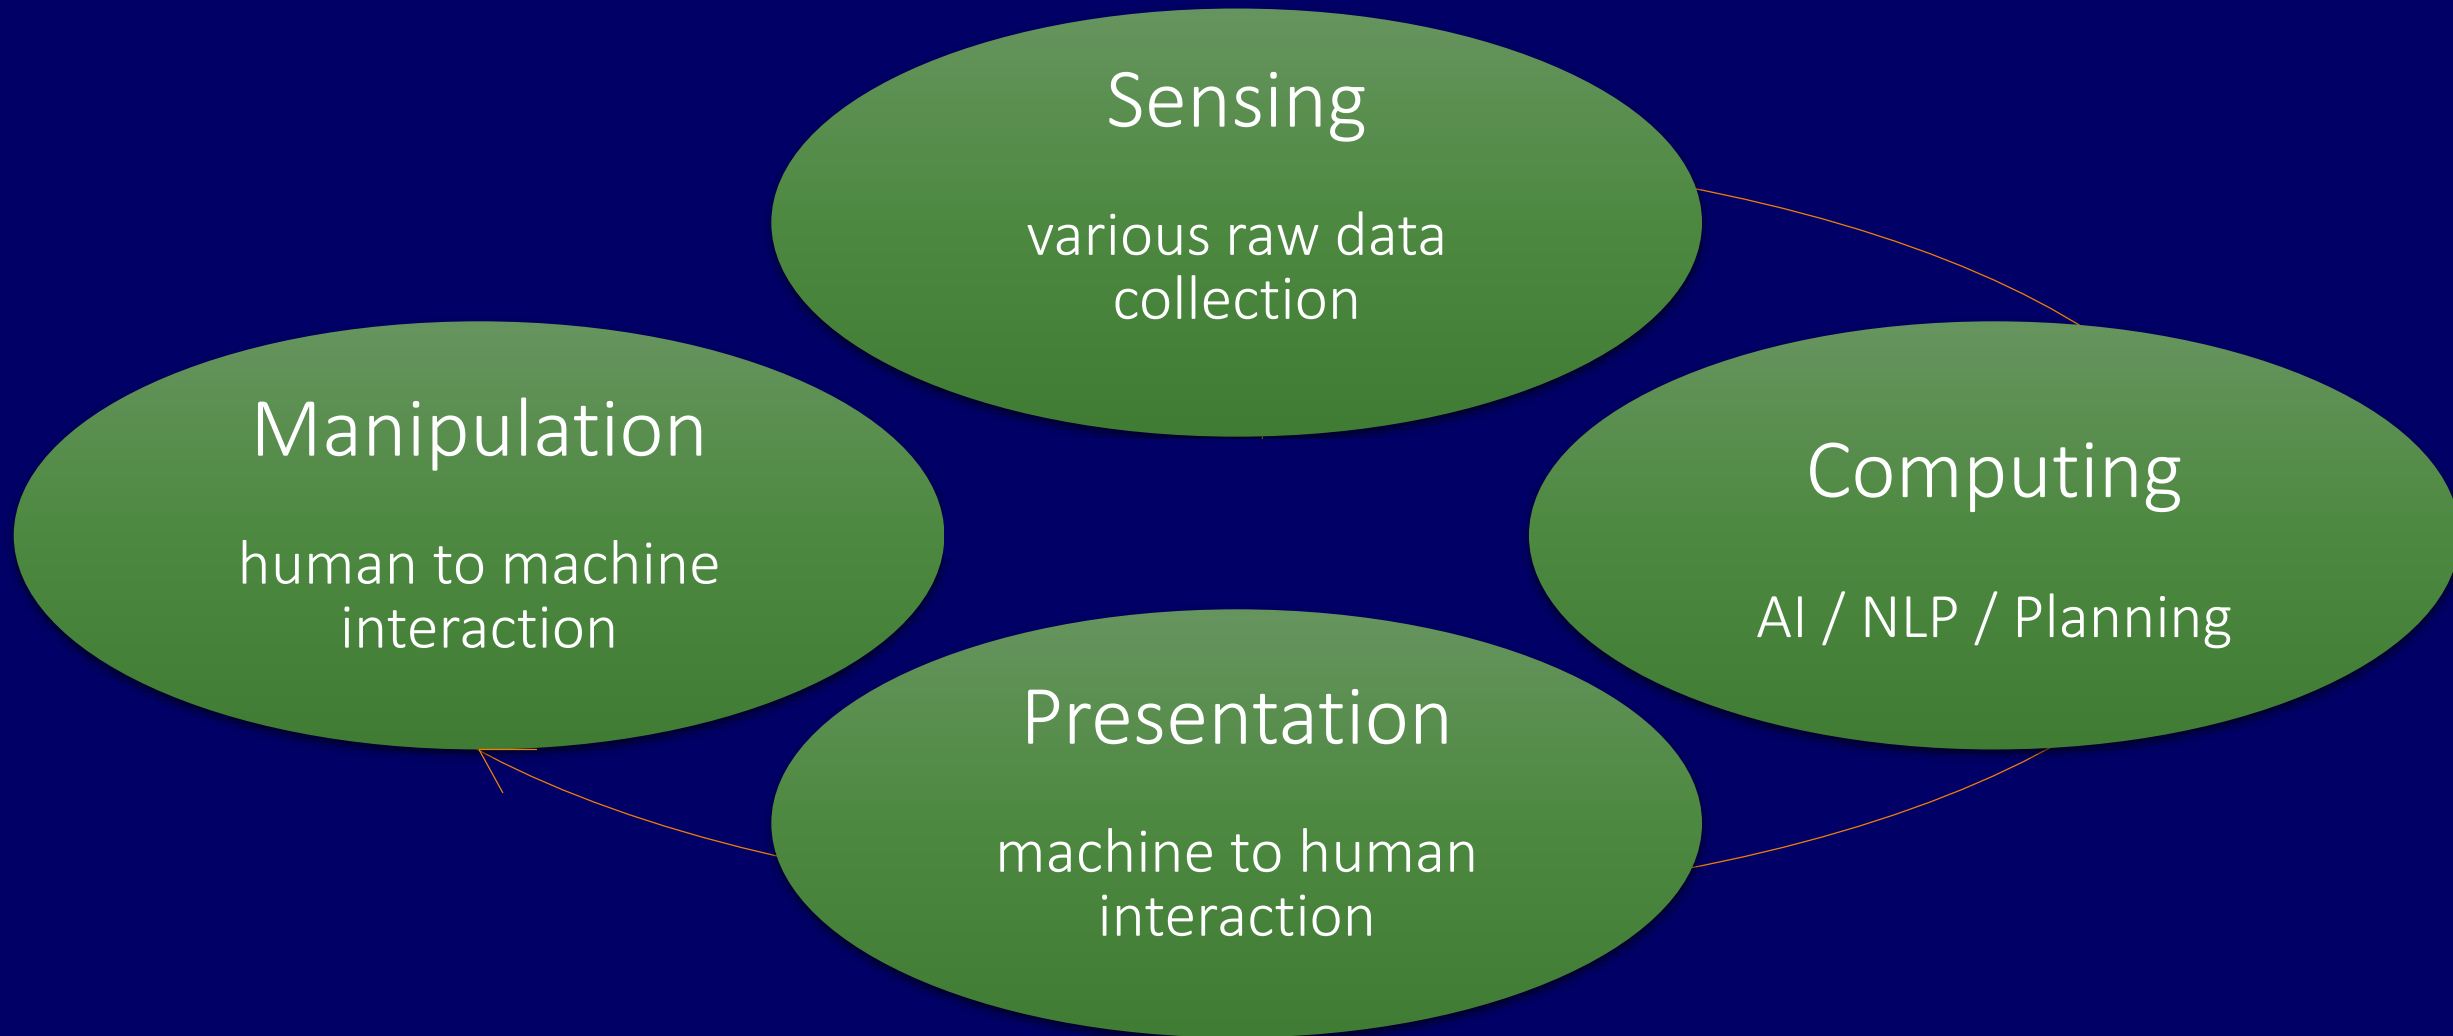 Sensing
various raw data
collection
Computing
AI / NLP / Planning
Presentation
machine to human
interaction
Manipulation
human to machine
interaction